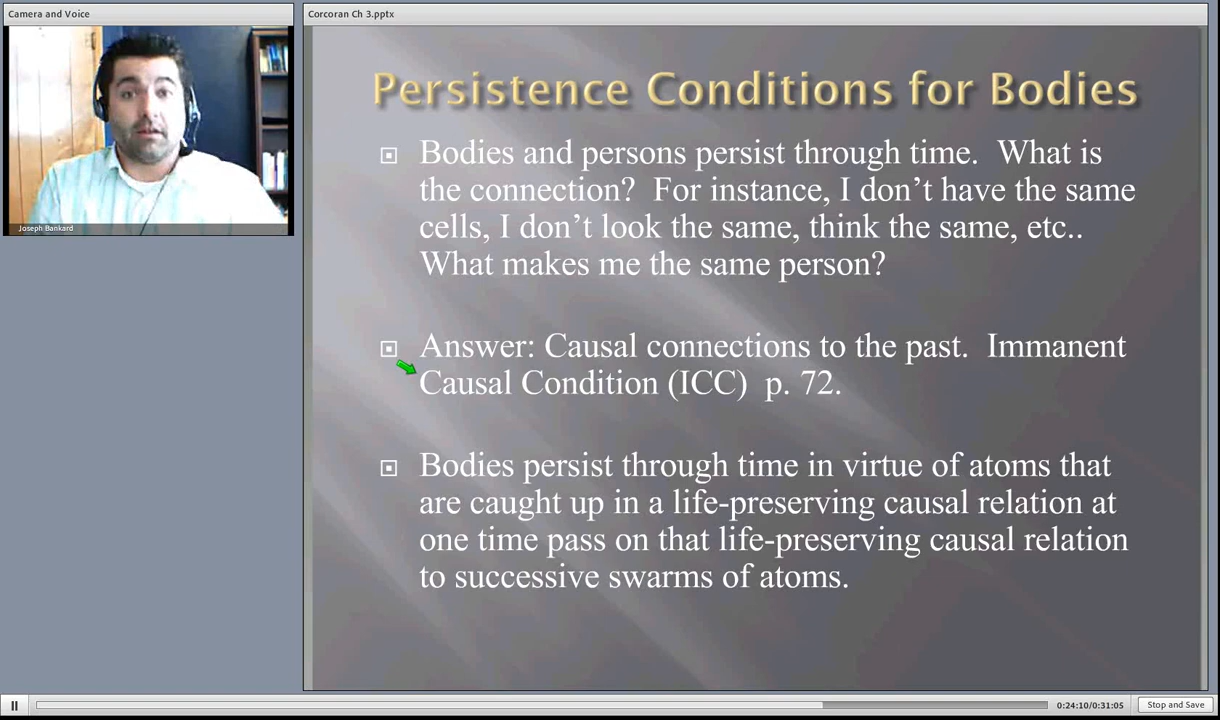 Camera and Voice
Joseph Bankard
Corcoran Ch 3.pptx
Persistence Conditions for Bodies
Bodies and persons persist through time.  What is
the connection?  For instance, I don't have the same
cells, I don't look the same, think the same, etc..
What makes me the same person?
Answer: Causal connections to the past.  Immanent
Causal Condition (ICC)  p. 72.
Bodies persist through time in virtue of atoms that
are caught up in a life-preserving causal relation at
one time pass on that life-preserving causal relation
to successive swarms of atoms.
0:24:10/0:31:05
Stop and Save